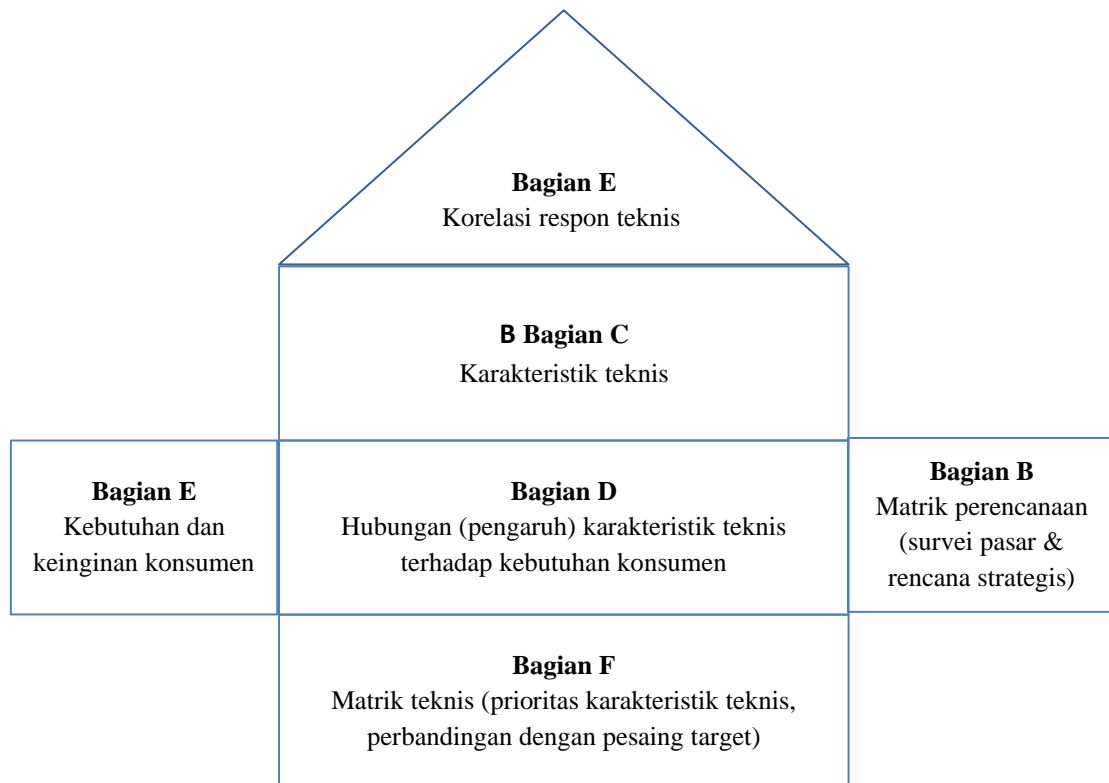 Bagian E
Korelasi respon teknis
B Bagian C
Karakteristik teknis
Bagian E
Kebutuhan dan
keinginan konsumen
Bagian D
Hubungan (pengaruh) karakteristik teknis
terhadap kebutuhan konsumen
Bagian B
Matrik perencanaan
(survei pasar &
rencana strategis)
Bagian F
Matrik teknis (prioritas karakteristik teknis,
perbandingan dengan pesaing target)